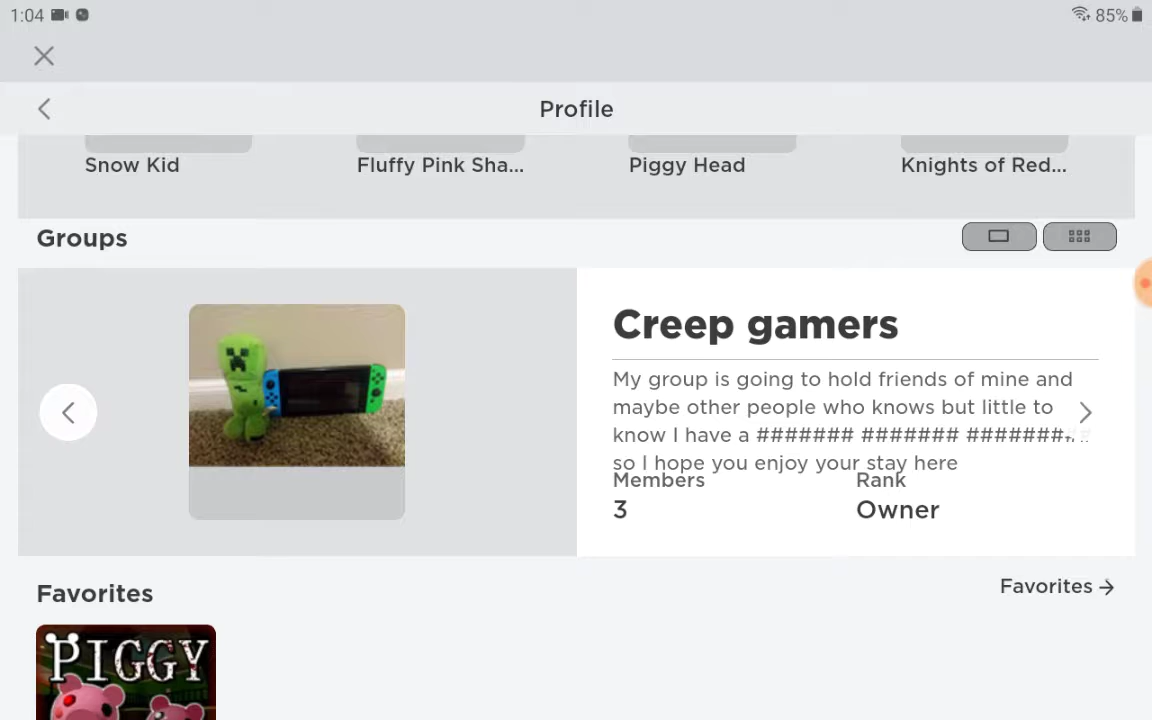 1:04
85%
Profile
Snow Kid
Fluffy Pink Sha...
Piggy Head
Knights of Red...
Groups
Creep gamers
My group is going to hold friends of mine and
maybe other people who knows but little to
know I have a ####### ####### ########...
so I hope you enjoy your stay here
Members
Rank
3
Owner
Favorites
Favorites →
PIGGY